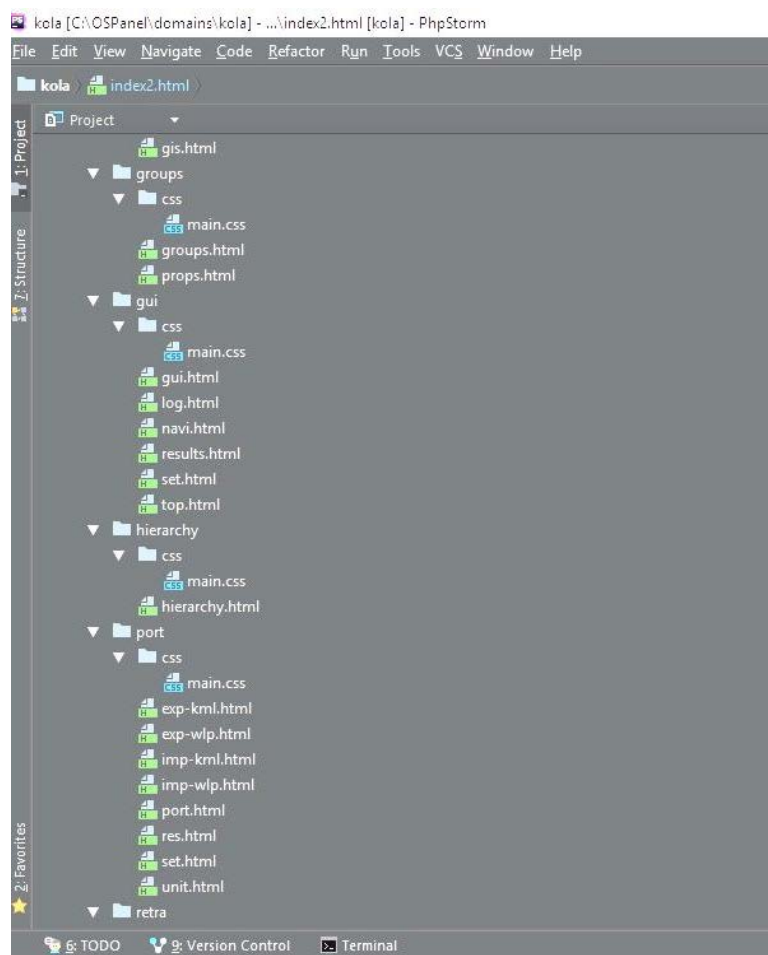 kola [C:\OSPanel\domains\kola] - ...\index2.html [kola] - PhpStorm
File Edit View Navigate Code Refactor Run Tools VCS Window Help
kola index2.html
1: Project
7: Structure
2: Favorites
Project
gis.html
groups
css
main.css
groups.html
props.html
gui
css
main.css
gui.html
log.html
navi.html
results.html
set.html
top.html
hierarchy
css
main.css
hierarchy.html
port
css
main.css
exp-kml.html
exp-wlp.html
imp-kml.html
imp-wlp.html
port.html
res.html
set.html
unit.html
retra
6: TODO 9: Version Control Terminal